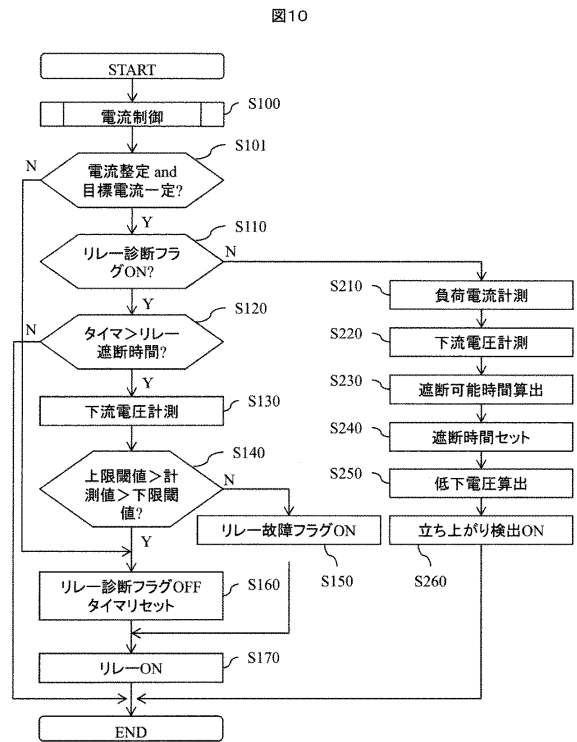 図10
START
電流制御
S100
電流整定 and
目標電流一定?
S101
N
Y
リレー診断フラ
グON?
S110
N
Y
タイマ>リレー
遮断時間?
S120
N
Y
下流電圧計測
S130
上限閾値>計
測値>下限閾
値?
S140
N
Y
リレー故障フラグON
S150
リレー診断フラグOFF
タイマリセット
S160
リレーON
S170
END
S210
負荷電流計測
S220
下流電圧計測
S230
遮断可能時間算出
S240
遮断時間セット
S250
低下電圧算出
立ち上がり検出ON
S260